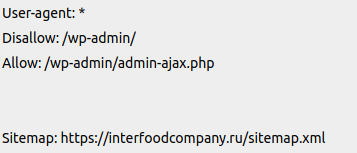 User-agent: *
Disallow: /wp-admin/
Allow: /wp-admin/admin-ajax.php
Sitemap: https://interfoodcompany.ru/sitemap.xml